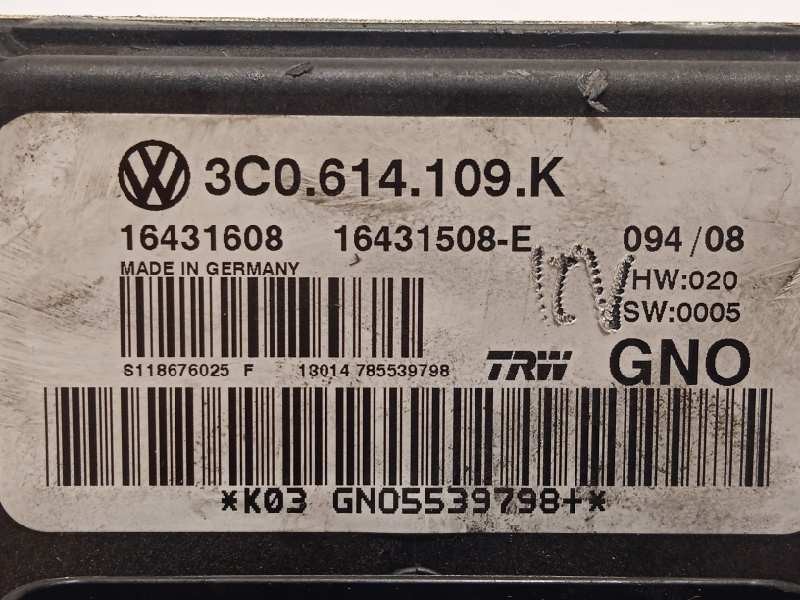 3C0.614.109.K
16431608 16431508-E 094/08
MADE IN GERMANY HW:020
SW:0005
S118676025 F 13014 785539798 TRW GNO
*K03 GNO5539798+*